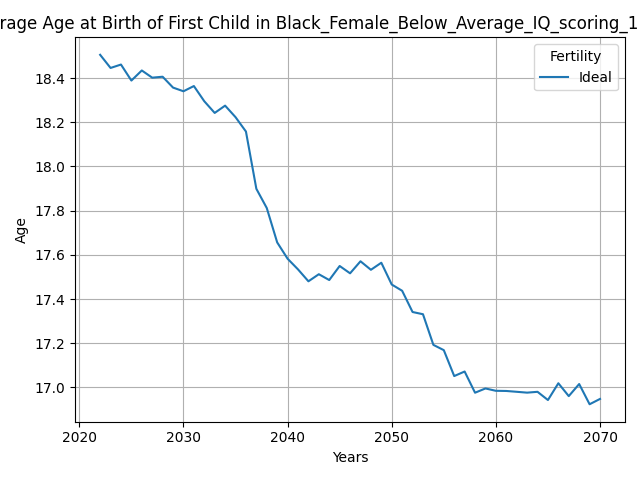 rage Age at Birth of First Child in Black_Female_Below_Average_IQ_scoring_1
Fertility
Ideal
Age
18.4
18.2
18.0
17.8
17.6
17.4
17.2
17.0
2020 2030 2040 2050 2060 2070
Years